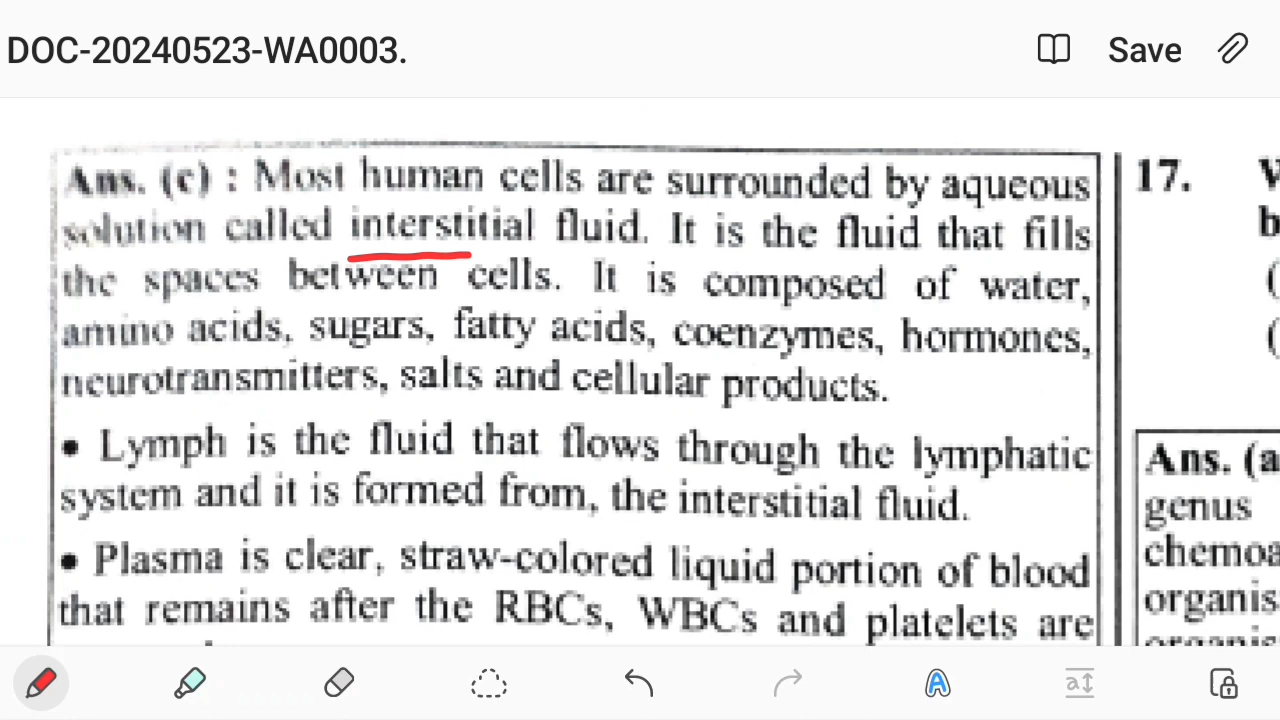 DOC-20240523-WA0003.
Save
Ans. (c) : Most human cells are surrounded by aqueous
solution called interstitial fluid. It is the fluid that fills
the spaces between cells. It is composed of water,
amino acids, sugars, fatty acids, coenzymes, hormones,
neurotransmitters, salts and cellular products.
• Lymph is the fluid that flows through the lymphatic
system and it is formed from, the interstitial fluid.
• Plasma is clear, straw-colored liquid portion of blood
that remains after the RBCs, WBCs and platelets are
17.
Ans. (a
genus
chemoa
organis
A
a